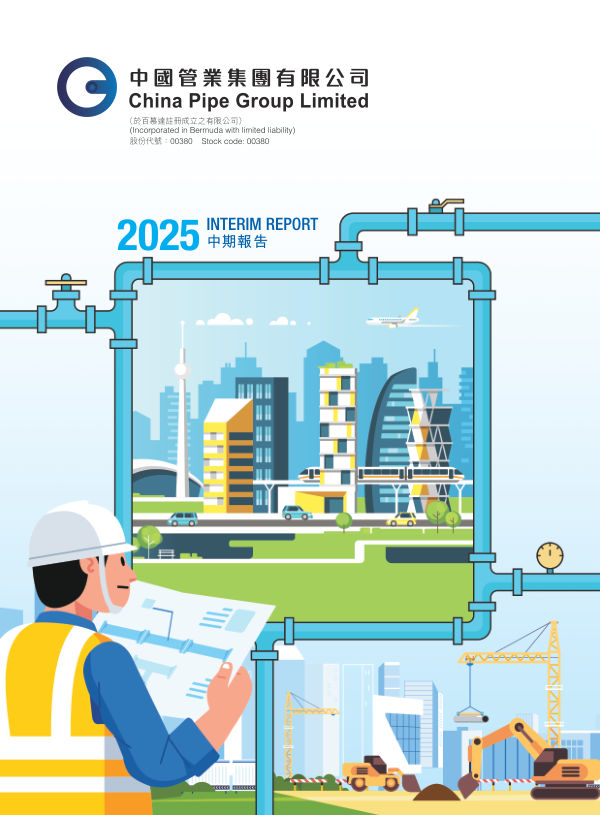 中國管業集團有限公司
China Pipe Group Limited
(於百慕達註冊成立之有限公司)
(Incorporated in Bermuda with limited liability)
股份代號：00380 Stock code: 00380
2025 INTERIM REPORT
中期報告